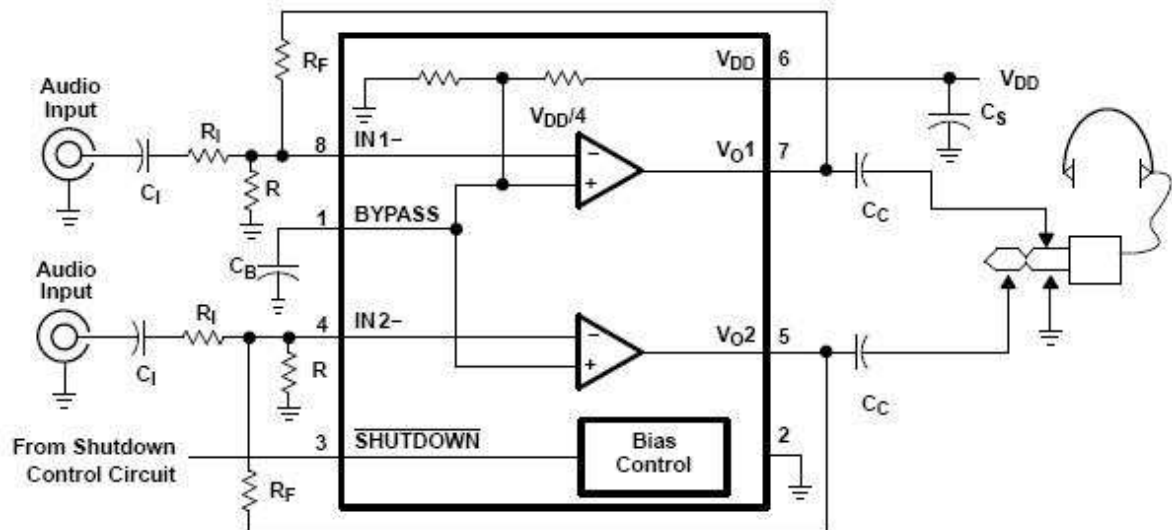 RF
VDD
6
VDD
Audio
Input
VDD/4
CS
RI
8
IN1−
−
VO1
7
CI
R
+
CC
1
BYPASS
Audio
Input
CB
RI
4
IN2−
−
VO2
5
CI
R
+
CC
From Shutdown
Control Circuit
3
SHUTDOWN
Bias
Control
2
RF